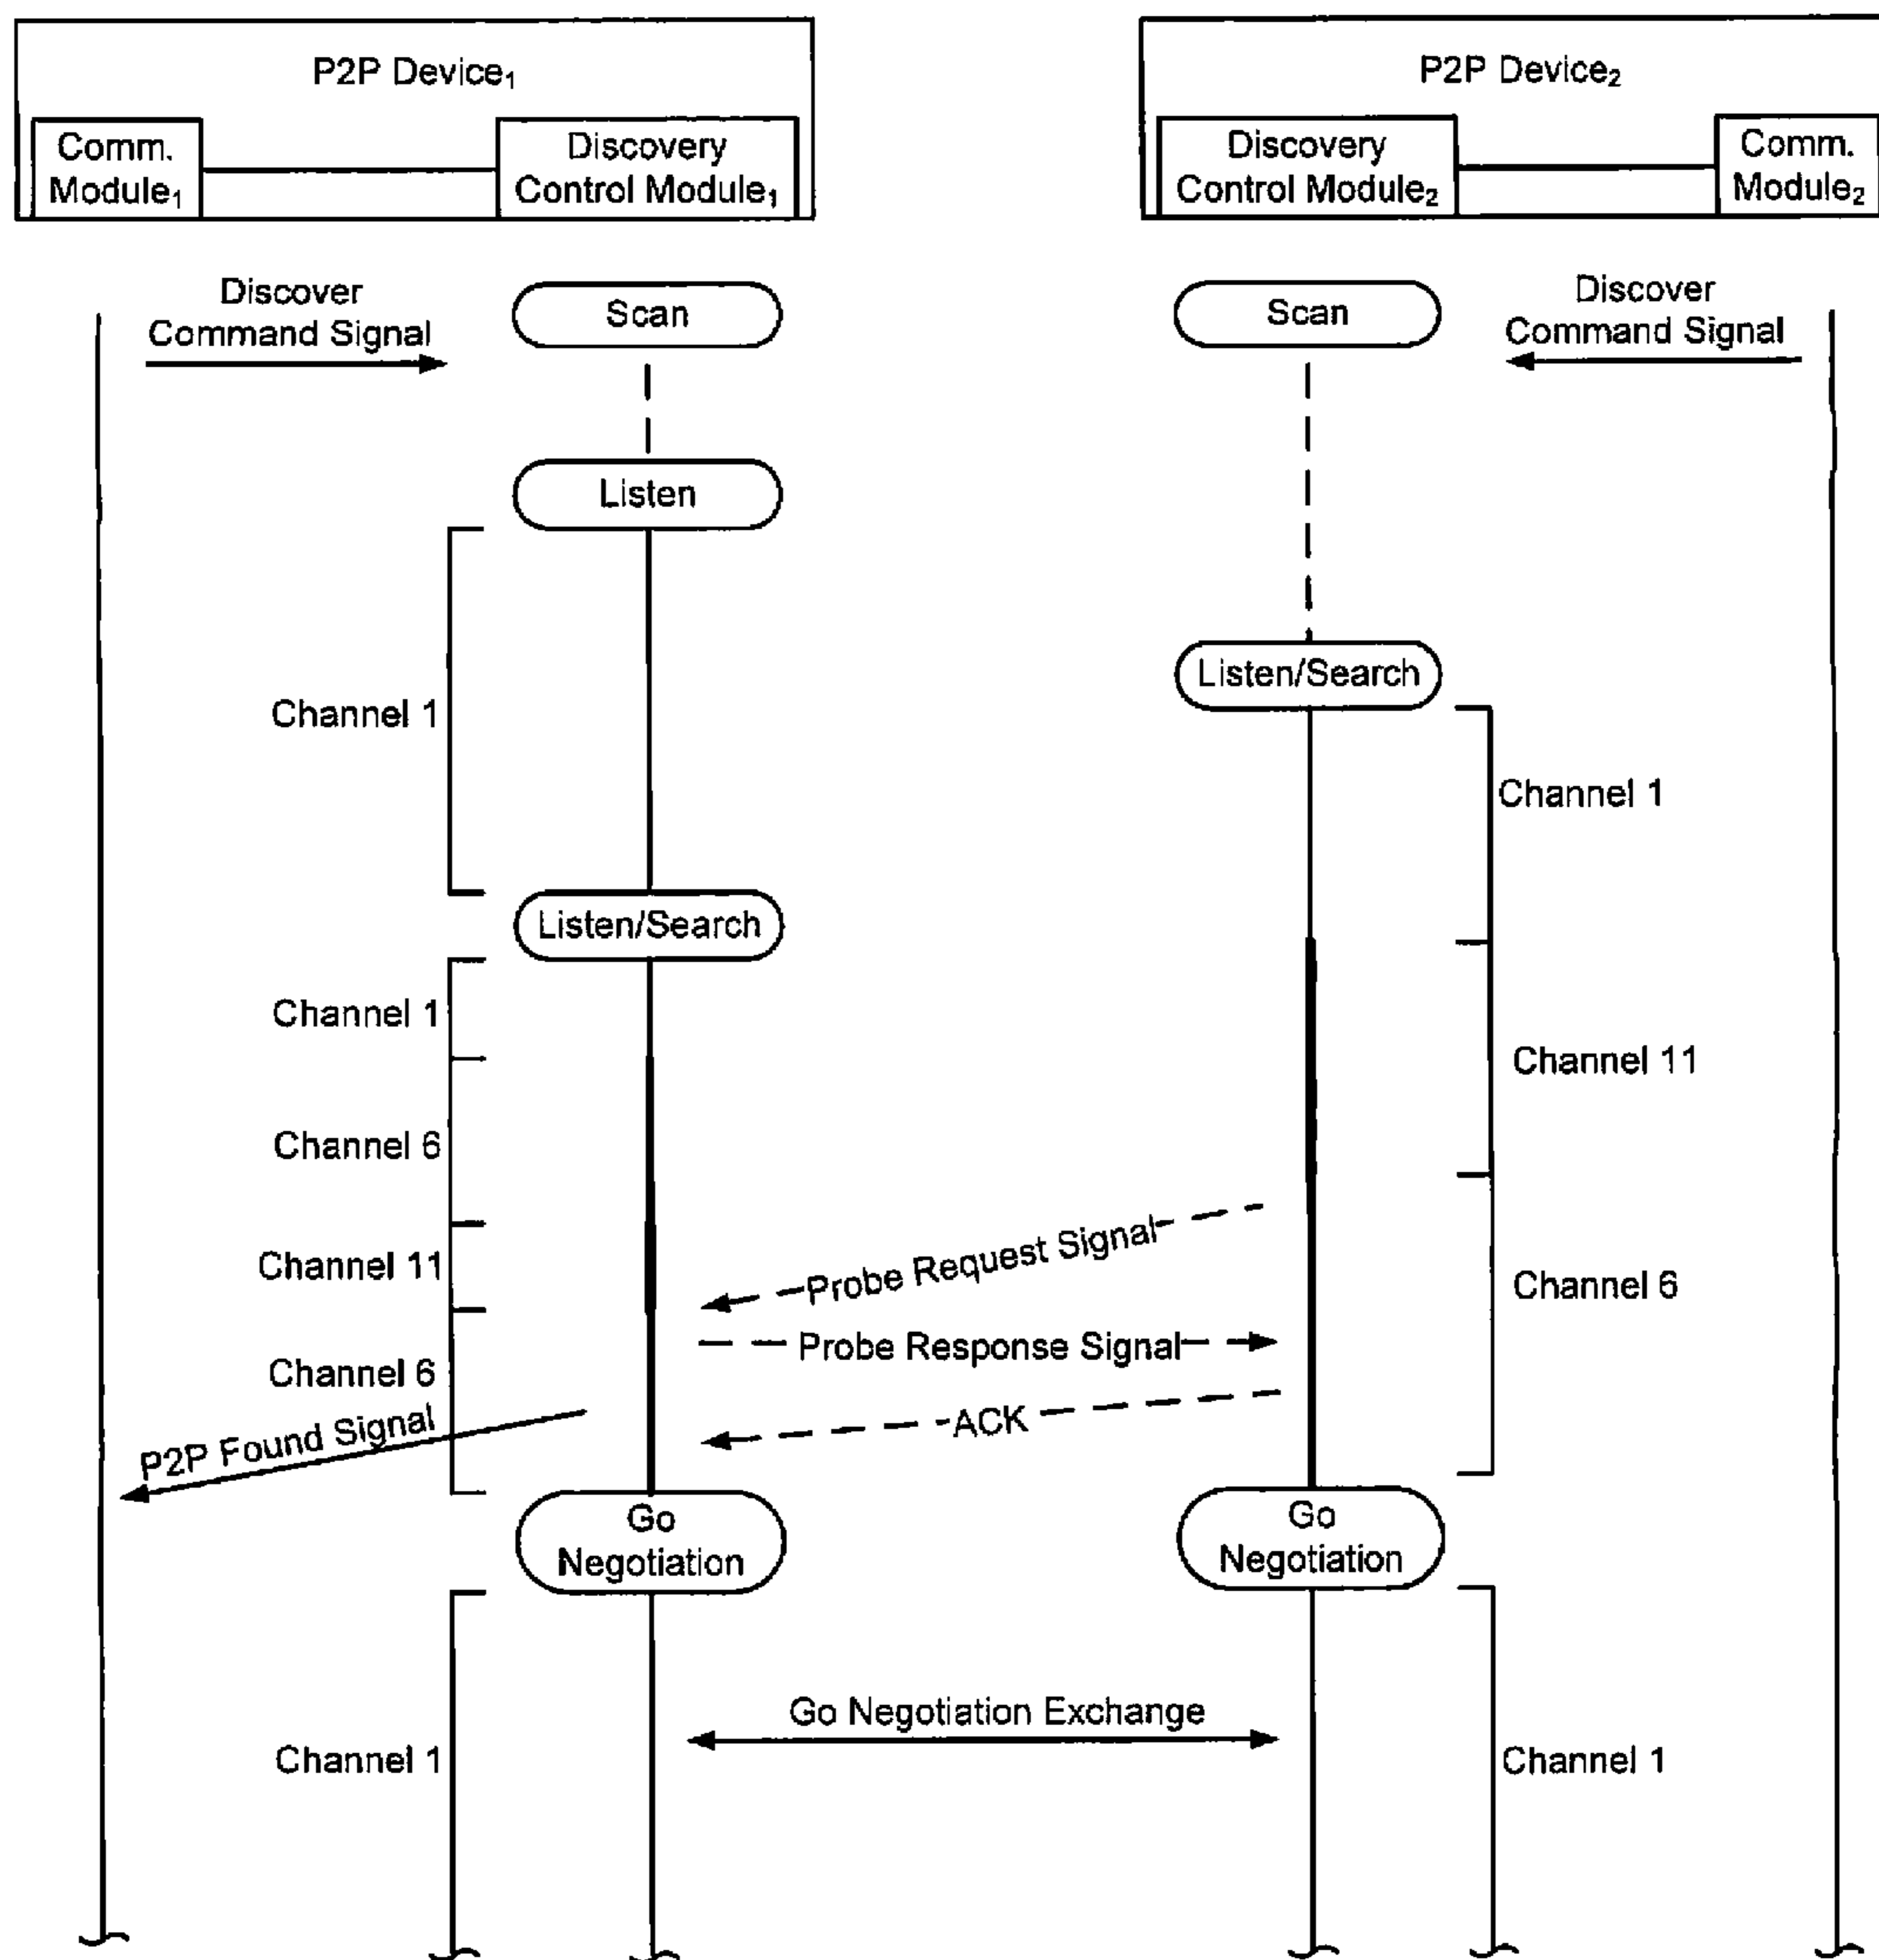 P2P Device₁
Comm.
Module₁
Discovery
Control Module₁
P2P Device₂
Discovery
Control Module₂
Comm.
Module₂
Discover
Command Signal
Scan
Scan
Discover
Command Signal
Listen
Listen/Search
Channel 1
Channel 1
Listen/Search
Channel 1
Channel 11
Channel 6
Probe Request Signal
Channel 11
Channel 6
Probe Response Signal
Channel 6
ACK
P2P Found Signal
Go
Negotiation
Go
Negotiation
Go Negotiation Exchange
Channel 1
Channel 1